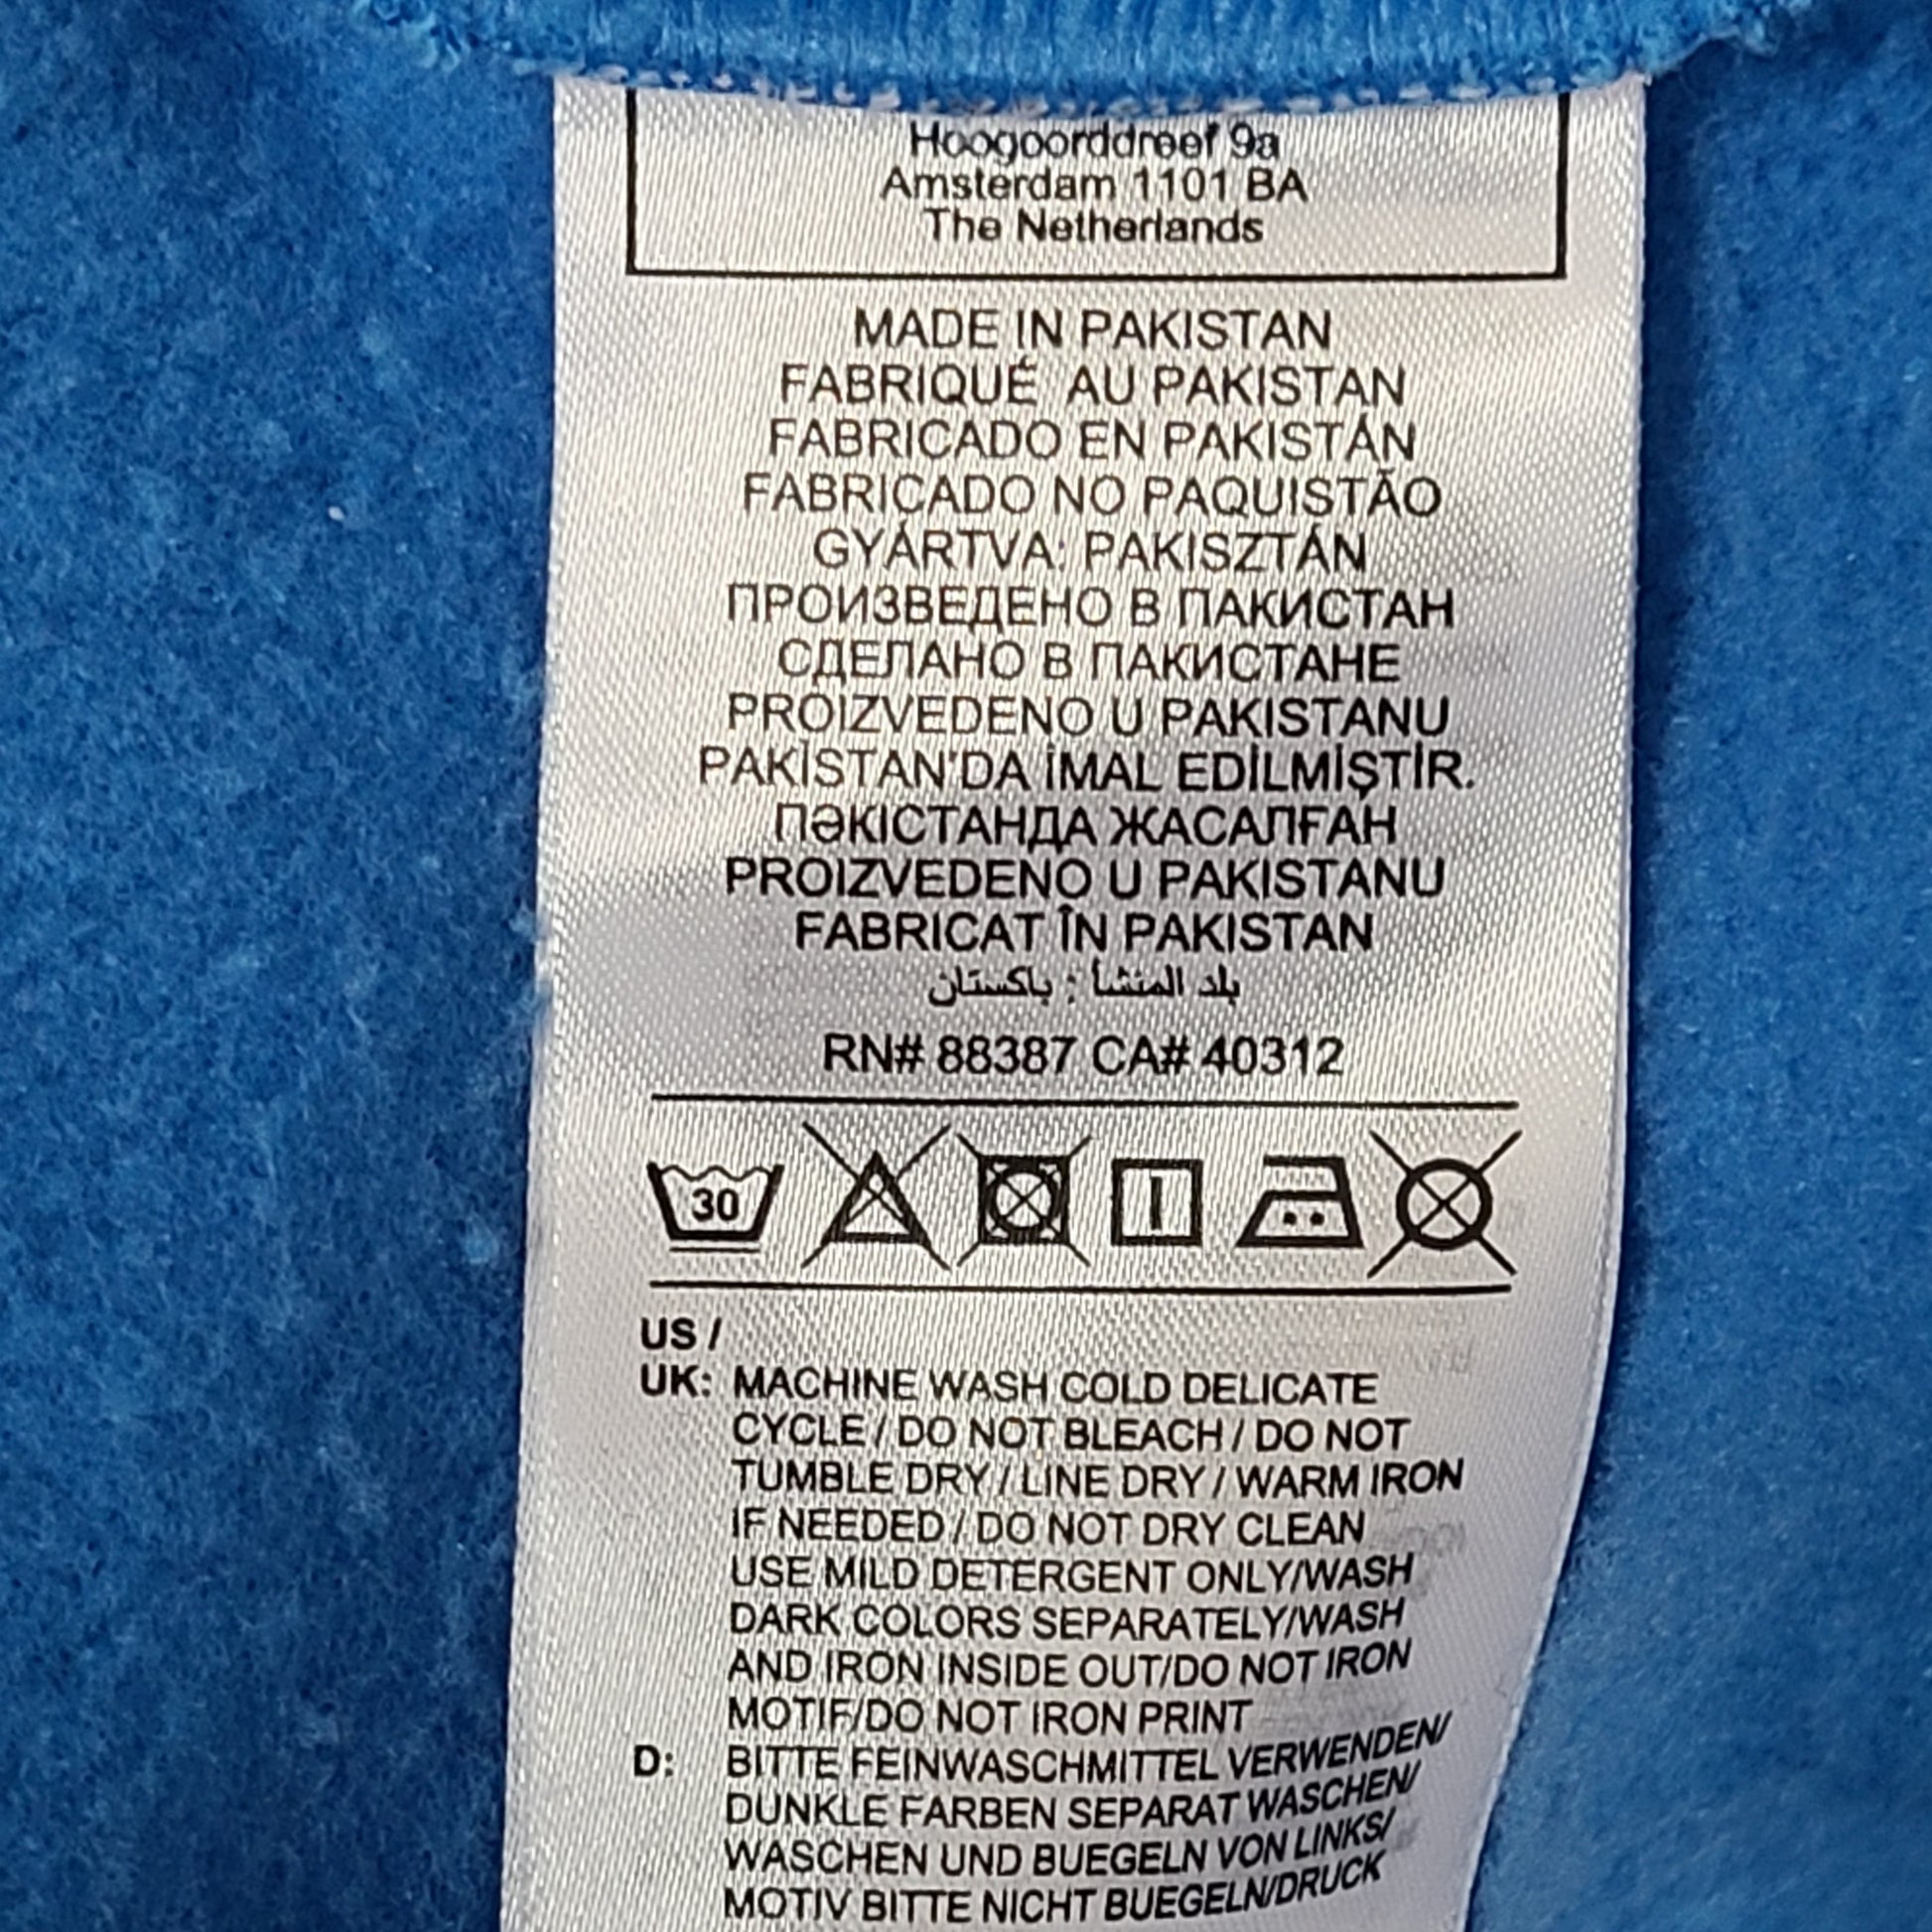 Hoogoorddreef 9a
Amsterdam 1101 BA
The Netherlands
MADE IN PAKISTAN
FABRIQUÉ AU PAKISTAN
FABRICADO EN PAKISTÁN
FABRICADO NO PAQUISTÃO
GYÁRTVA: PAKISZTÁN
ПРОИЗВЕДЕНО В ПАКИСТАН
СДЕЛАНО В ПАКИСТАНЕ
PROIZVEDENO U PAKISTANU
PAKİSTAN'DA İMAL EDİLMİŞTİR.
ПӘКІСТАНДА ЖАСАЛҒАН
PROIZVEDENO U PAKISTANU
FABRICAT ÎN PAKISTAN
بلد المنشأ : باكستان
RN# 88387 CA# 40312
30
US /
UK: MACHINE WASH COLD DELICATE
CYCLE / DO NOT BLEACH / DO NOT
TUMBLE DRY / LINE DRY / WARM IRON
IF NEEDED / DO NOT DRY CLEAN
USE MILD DETERGENT ONLY/WASH
DARK COLORS SEPARATELY/WASH
AND IRON INSIDE OUT/DO NOT IRON
MOTIF/DO NOT IRON PRINT
D: BITTE FEINWASCHMITTEL VERWENDEN/
DUNKLE FARBEN SEPARAT WASCHEN/
WASCHEN UND BUEGELN VON LINKS/
MOTIV BITTE NICHT BUEGELN/DRUCK